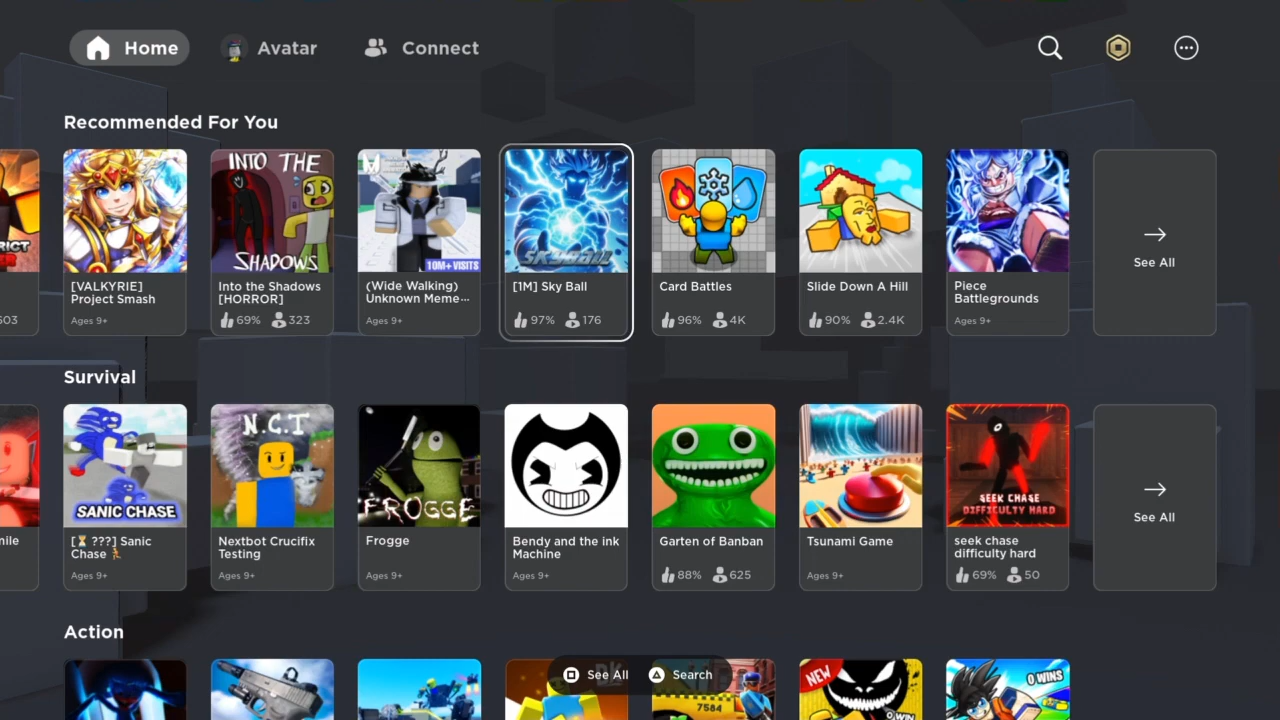 Home
Avatar
Connect
Recommended For You
INTO THE
SHADOWS
10M+ VISITS
SKYBALL
[VALKYRIE]
Project Smash
Ages 9+
Into the Shadows
[HORROR]
69%
323
(Wide Walking)
Unknown Meme...
Ages 9+
[1M] Sky Ball
97%
176
Card Battles
96%
4K
Slide Down A Hill
90%
2.4K
Piece
Battlegrounds
Ages 9+
See All
Survival
SANIC CHASE
N.C.T
FROGGE
SEEK CHASE
DIFFICULTY HARD
[⏳ ???] Sanic
Chase 🏃
Ages 9+
Nextbot Crucifix
Testing
Ages 9+
Frogge
Ages 9+
Bendy and the ink
Machine
Ages 9+
Garten of Banban
88%
625
Tsunami Game
Ages 9+
seek chase
difficulty hard
69%
50
See All
Action
See All
Search
7584
NEW
0 WIN
0 WINS